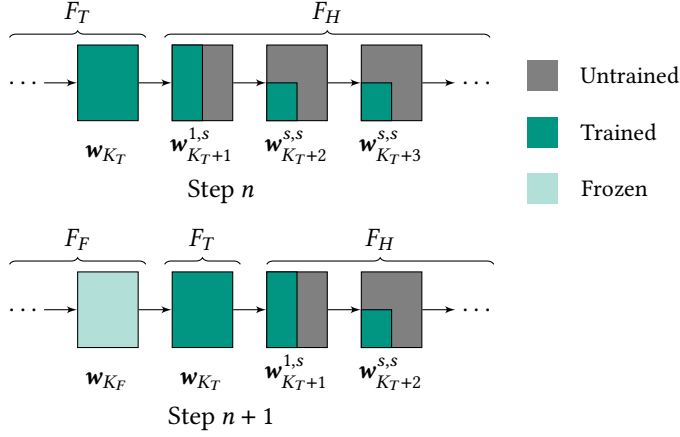 F_T F_H
··· ···
w_{K_T} w^{1,s}_{K_T+1} w^{s,s}_{K_T+2} w^{s,s}_{K_T+3}
Step n
Untrained
Trained
Frozen
F_F F_T F_H
··· ···
w_{K_F} w_{K_T} w^{1,s}_{K_T+1} w^{s,s}_{K_T+2}
Step n + 1